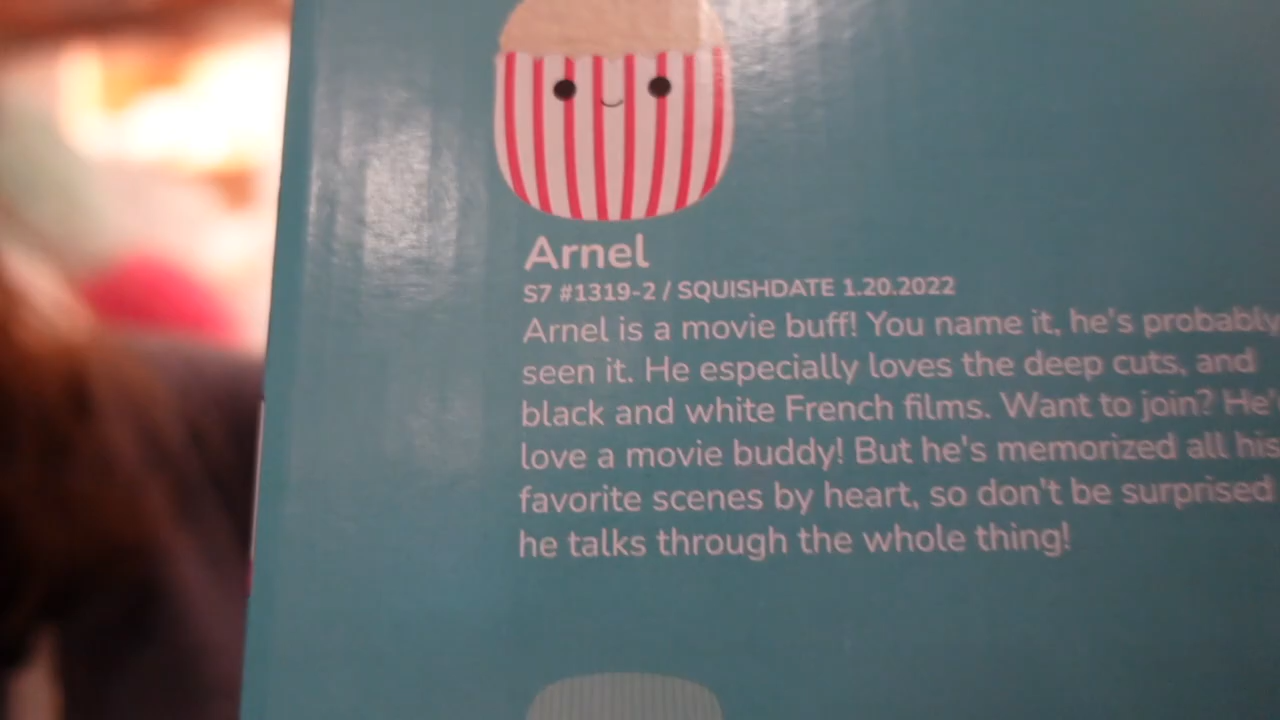 Arnel
S7 #1319-2 / SQUISHDATE 1.20.2022
Arnel is a movie buff! You name it, he's probably
seen it. He especially loves the deep cuts, and
black and white French films. Want to join? He'
love a movie buddy! But he's memorized all his
favorite scenes by heart, so don't be surprised
he talks through the whole thing!